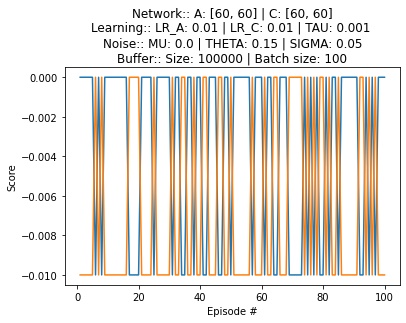 Network:: A: [60, 60] | C: [60, 60]
Learning:: LR_A: 0.01 | LR_C: 0.01 | TAU: 0.001
Noise:: MU: 0.0 | THETA: 0.15 | SIGMA: 0.05
Buffer:: Size: 100000 | Batch size: 100
0.000
−0.002
−0.004
−0.006
−0.008
−0.010
Score
0 20 40 60 80 100
Episode #